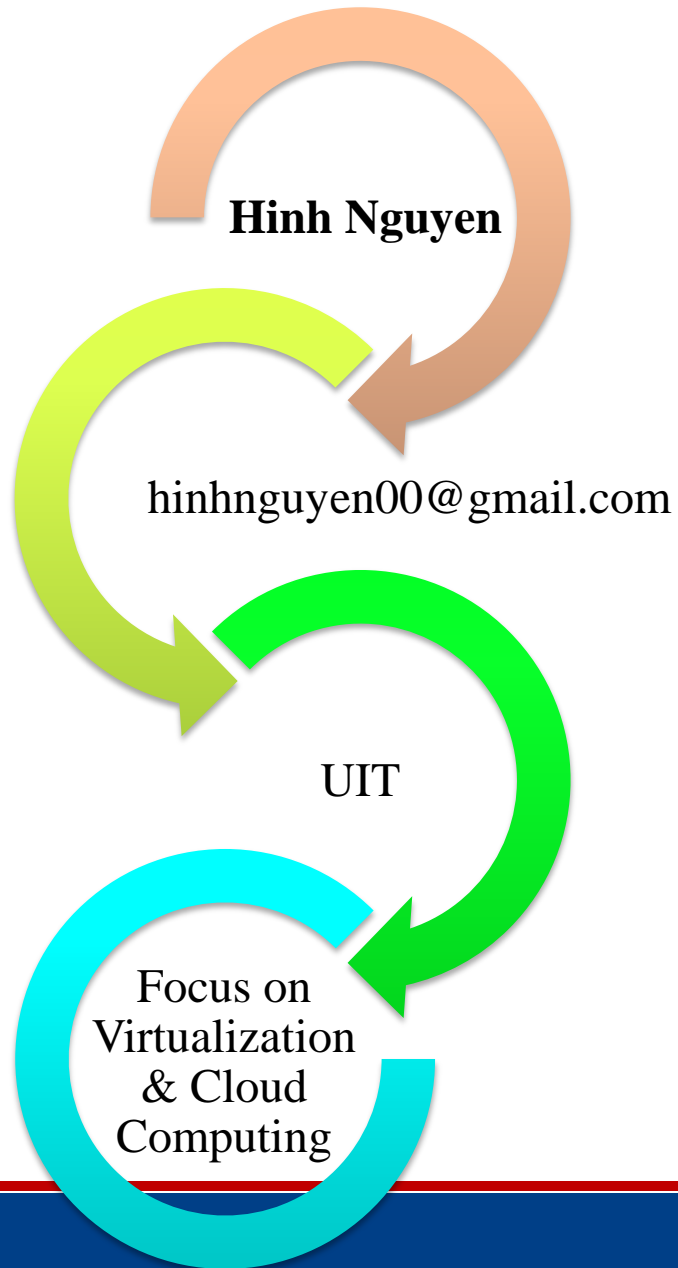 Hinh Nguyen
hinhnguyen00@gmail.com
UIT
Focus on
Virtualization
& Cloud
Computing